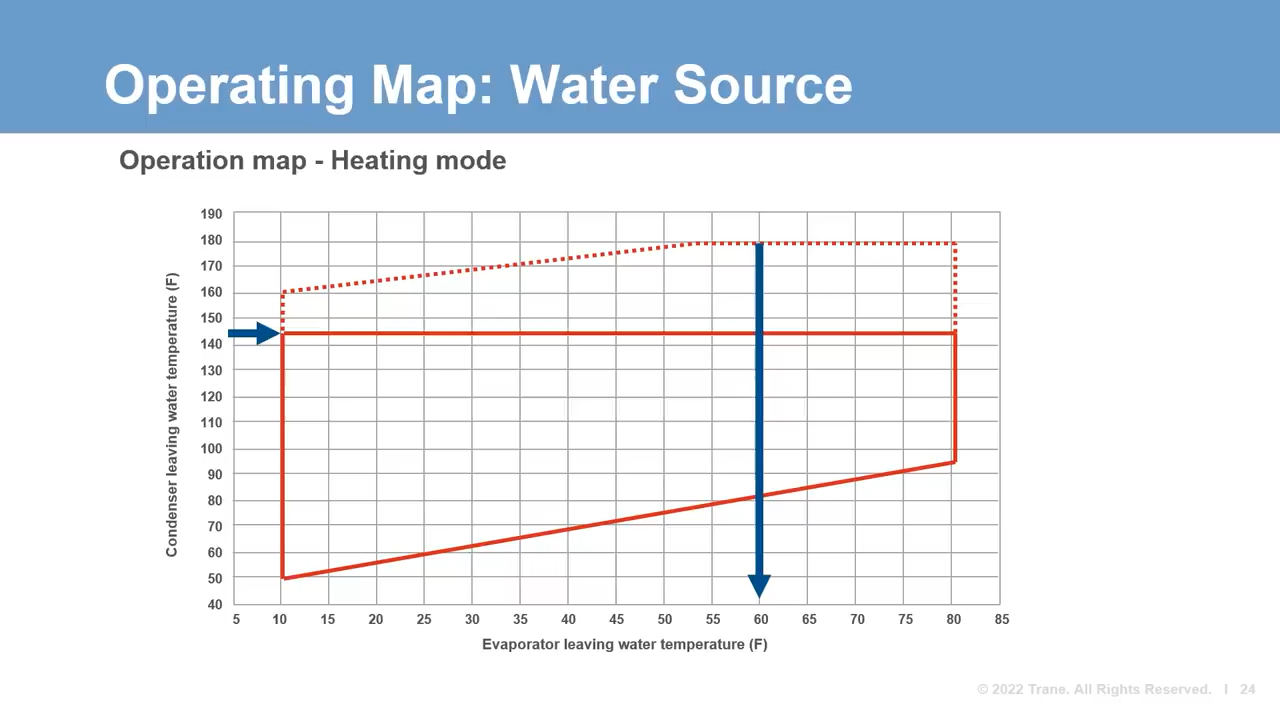 Operating Map: Water Source
Operation map - Heating mode
Condenser leaving water temperature (F)
190
180
170
160
150
140
130
120
110
100
90
80
70
60
50
40
5 10 15 20 25 30 35 40 45 50 55 60 65 70 75 80 85
Evaporator leaving water temperature (F)
© 2022 Trane. All Rights Reserved. I 24